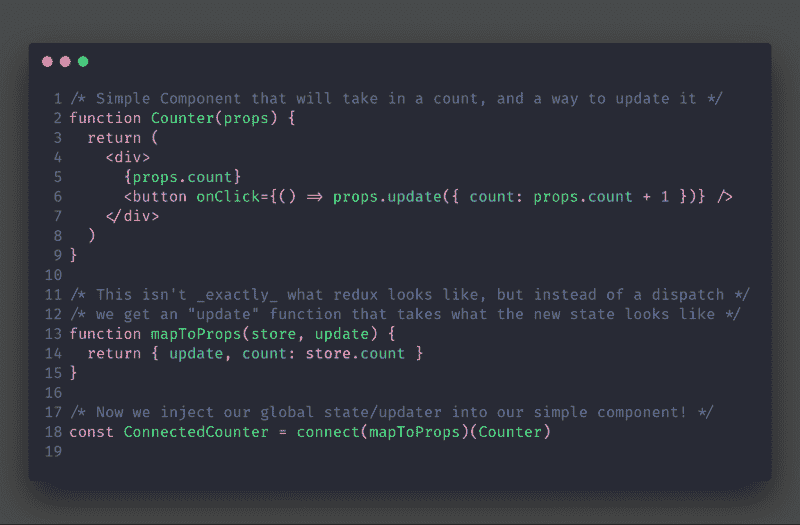 1 /* Simple Component that will take in a count, and a way to update it */
2 function Counter(props) {
3   return (
4     <div>
5       {props.count}
6       <button onClick={() => props.update({ count: props.count + 1 })} />
7     </div>
8   )
9 }
10
11 /* This isn't _exactly_ what redux looks like, but instead of a dispatch */
12 /* we get an "update" function that takes what the new state looks like */
13 function mapToProps(store, update) {
14   return { update, count: store.count }
15 }
16
17 /* Now we inject our global state/updater into our simple component! */
18 const ConnectedCounter = connect(mapToProps)(Counter)
19